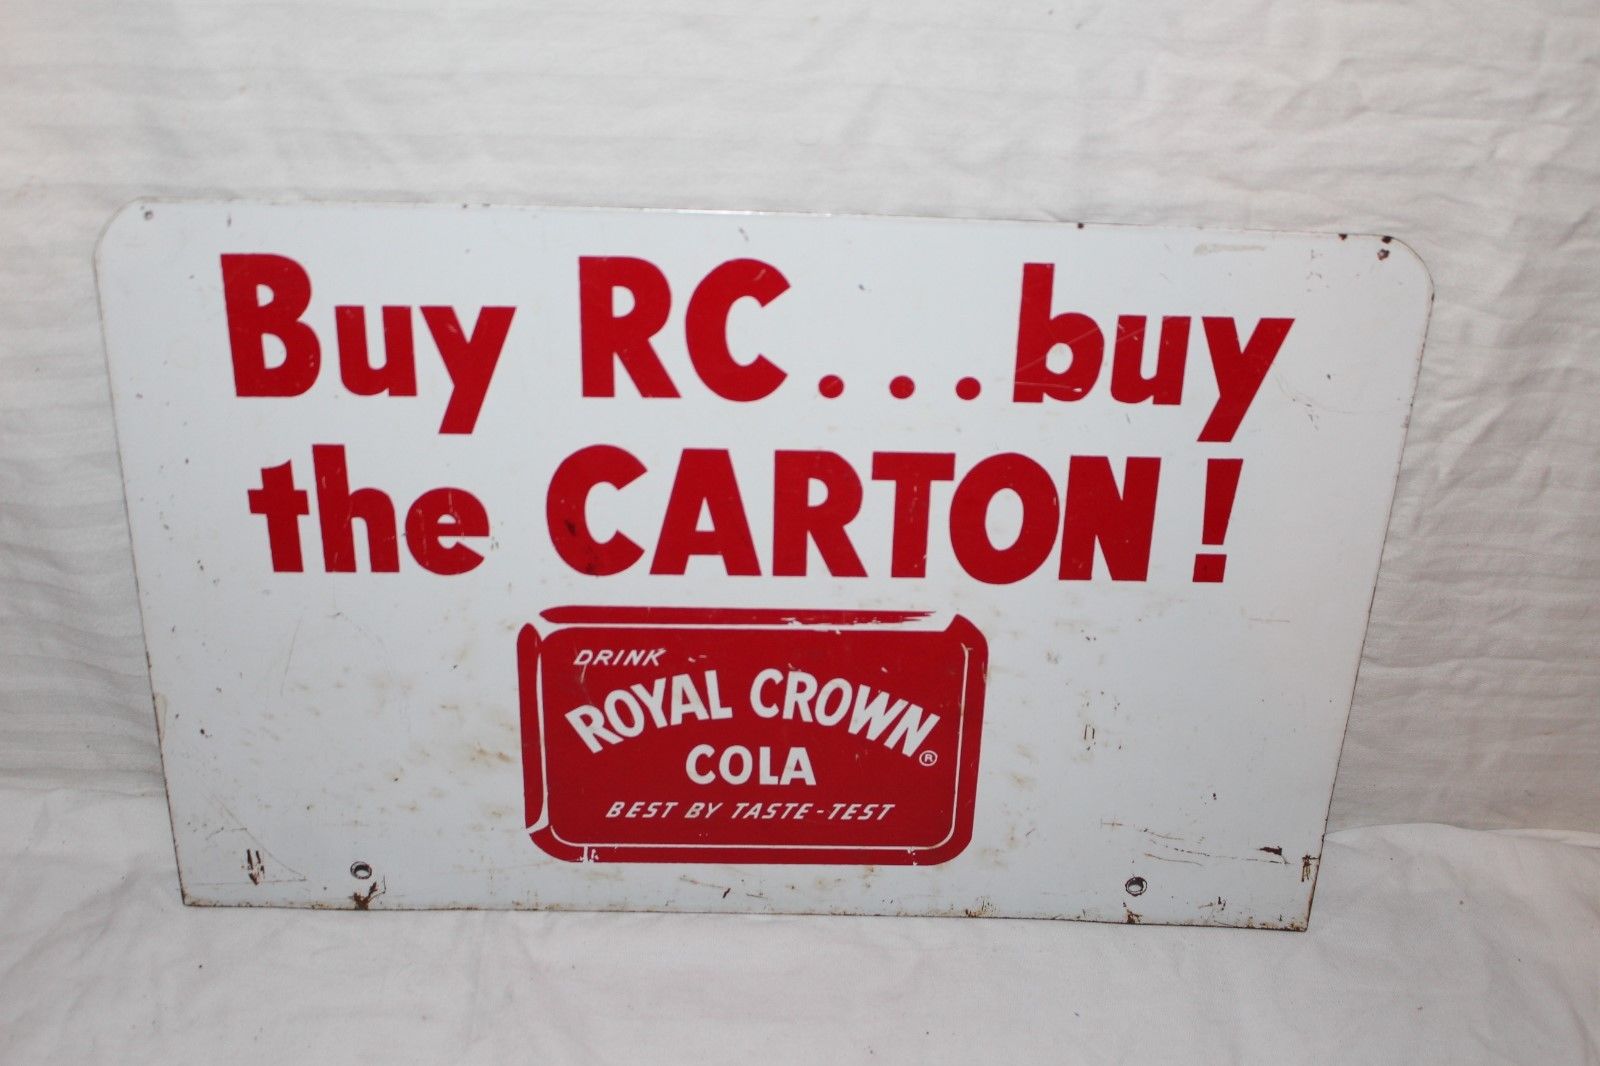 Buy RC...buy
the CARTON!
DRINK
ROYAL CROWN®
COLA
BEST BY TASTE-TEST